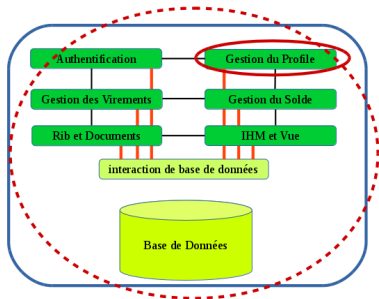 Authentification
Gestion du Profile
Gestion des Virements
Gestion du Solde
Rib et Documents
IHM et Vue
interaction de base de données
Base de Données